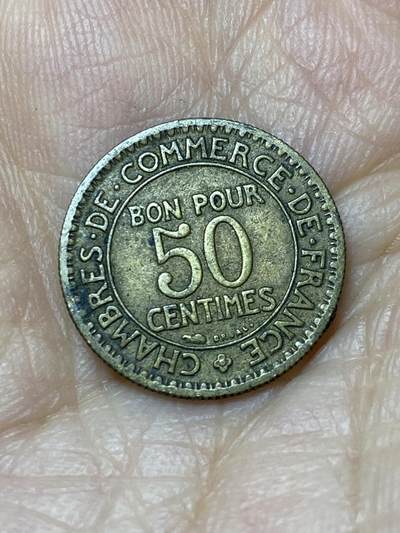 CHAMBRES·DE·COMMERCE·DE·FRANCE
BON POUR
50
CENTIMES